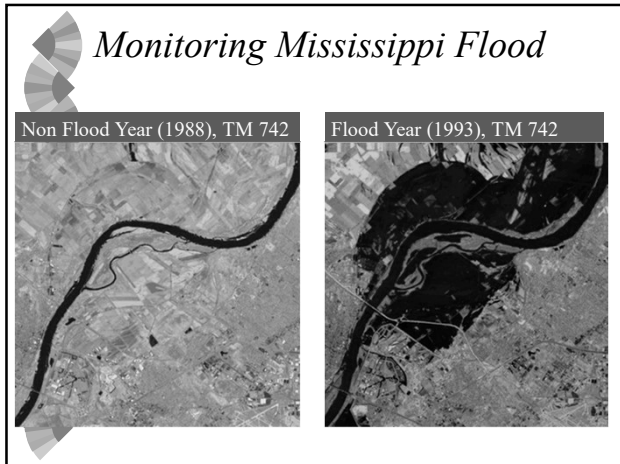 Monitoring Mississippi Flood
Non Flood Year (1988), TM 742
Flood Year (1993), TM 742